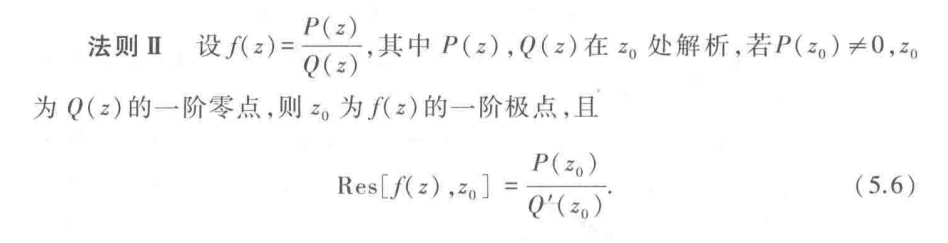 法则 Ⅱ 设 f(z)=P(z)/Q(z),其中 P(z),Q(z)在 z₀ 处解析,若P(z₀)≠0,z₀
为 Q(z)的一阶零点,则 z₀ 为 f(z)的一阶极点,且
Res[f(z),z₀] = P(z₀)/Q′(z₀). (5.6)